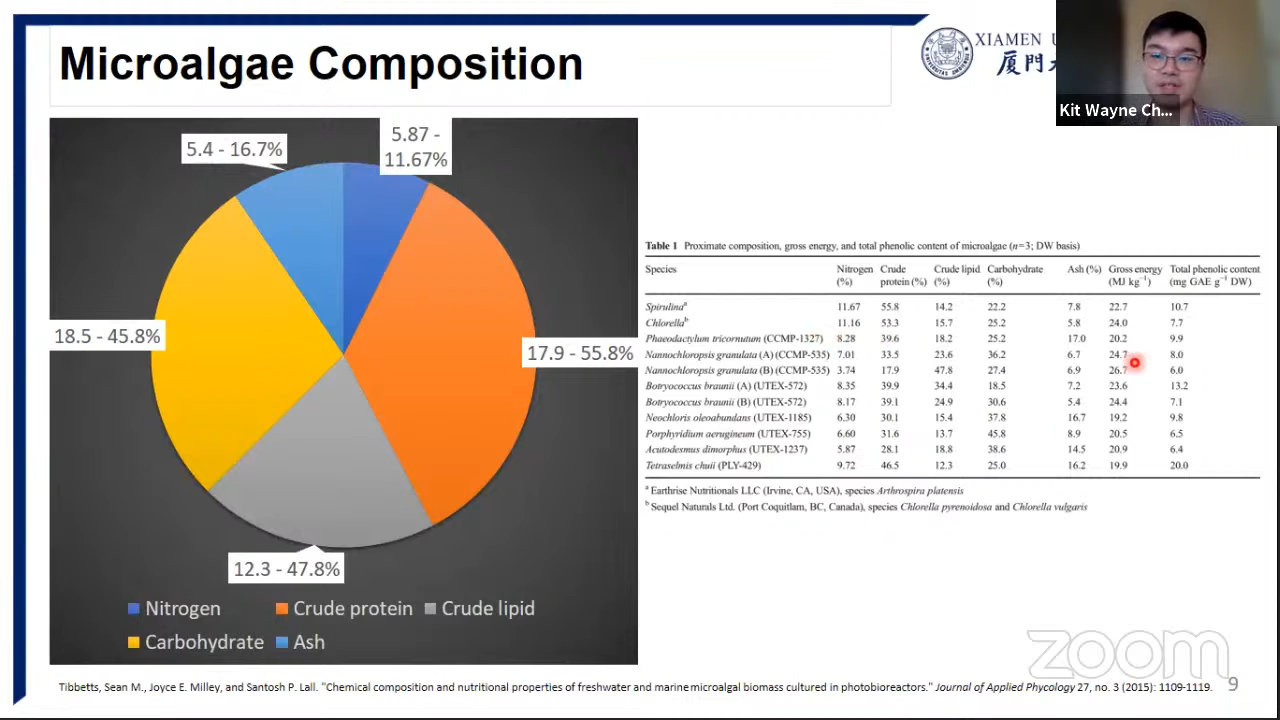 Microalgae Composition
XIAMEN U
厦門大
Kit Wayne Ch...
5.4 - 16.7%
5.87 -
11.67%
18.5 - 45.8%
17.9 - 55.8%
12.3 - 47.8%
Nitrogen Crude protein Crude lipid
Carbohydrate Ash
Table 1 Proximate composition, gross energy, and total phenolic content of microalgae (n=3; DW basis)
Species Nitrogen (%) Crude protein (%) Crude lipid (%) Carbohydrate (%) Ash (%) Gross energy (MJ kg⁻¹) Total phenolic content (mg GAE g⁻¹ DW)
Spirulinaᵃ 11.67 55.8 14.2 22.2 7.8 22.7 10.7
Chlorellaᵇ 11.16 53.3 15.7 25.2 5.8 24.0 7.7
Phaeodactylum tricornutum (CCMP-1327) 8.28 39.6 18.2 25.2 17.0 20.2 9.9
Nannochloropsis granulata (A) (CCMP-535) 7.01 33.5 23.6 36.2 6.7 24.7 8.0
Nannochloropsis granulata (B) (CCMP-535) 3.74 17.9 47.8 27.4 6.9 26.7 6.0
Botryococcus braunii (A) (UTEX-572) 8.35 39.9 34.4 18.5 7.2 23.6 13.2
Botryococcus braunii (B) (UTEX-572) 8.17 39.1 24.9 30.6 5.4 24.4 7.1
Neochloris oleoabundans (UTEX-1185) 6.30 30.1 15.4 37.8 16.7 19.2 9.8
Porphyridium aerugineum (UTEX-755) 6.60 31.6 13.7 45.8 8.9 20.5 6.5
Acutodesmus dimorphus (UTEX-1237) 5.87 28.1 18.8 38.6 14.5 20.9 6.4
Tetraselmis chuii (PLY-429) 9.72 46.5 12.3 25.0 16.2 19.9 20.0
ᵃ Earthrise Nutritionals LLC (Irvine, CA, USA), species Arthrospira platensis
ᵇ Sequel Naturals Ltd. (Port Coquitlam, BC, Canada), species Chlorella pyrenoidosa and Chlorella vulgaris
zoom
Tibbetts, Sean M., Joyce E. Milley, and Santosh P. Lall. "Chemical composition and nutritional properties of freshwater and marine microalgal biomass cultured in photobioreactors." Journal of Applied Phycology 27, no. 3 (2015): 1109-1119.
9